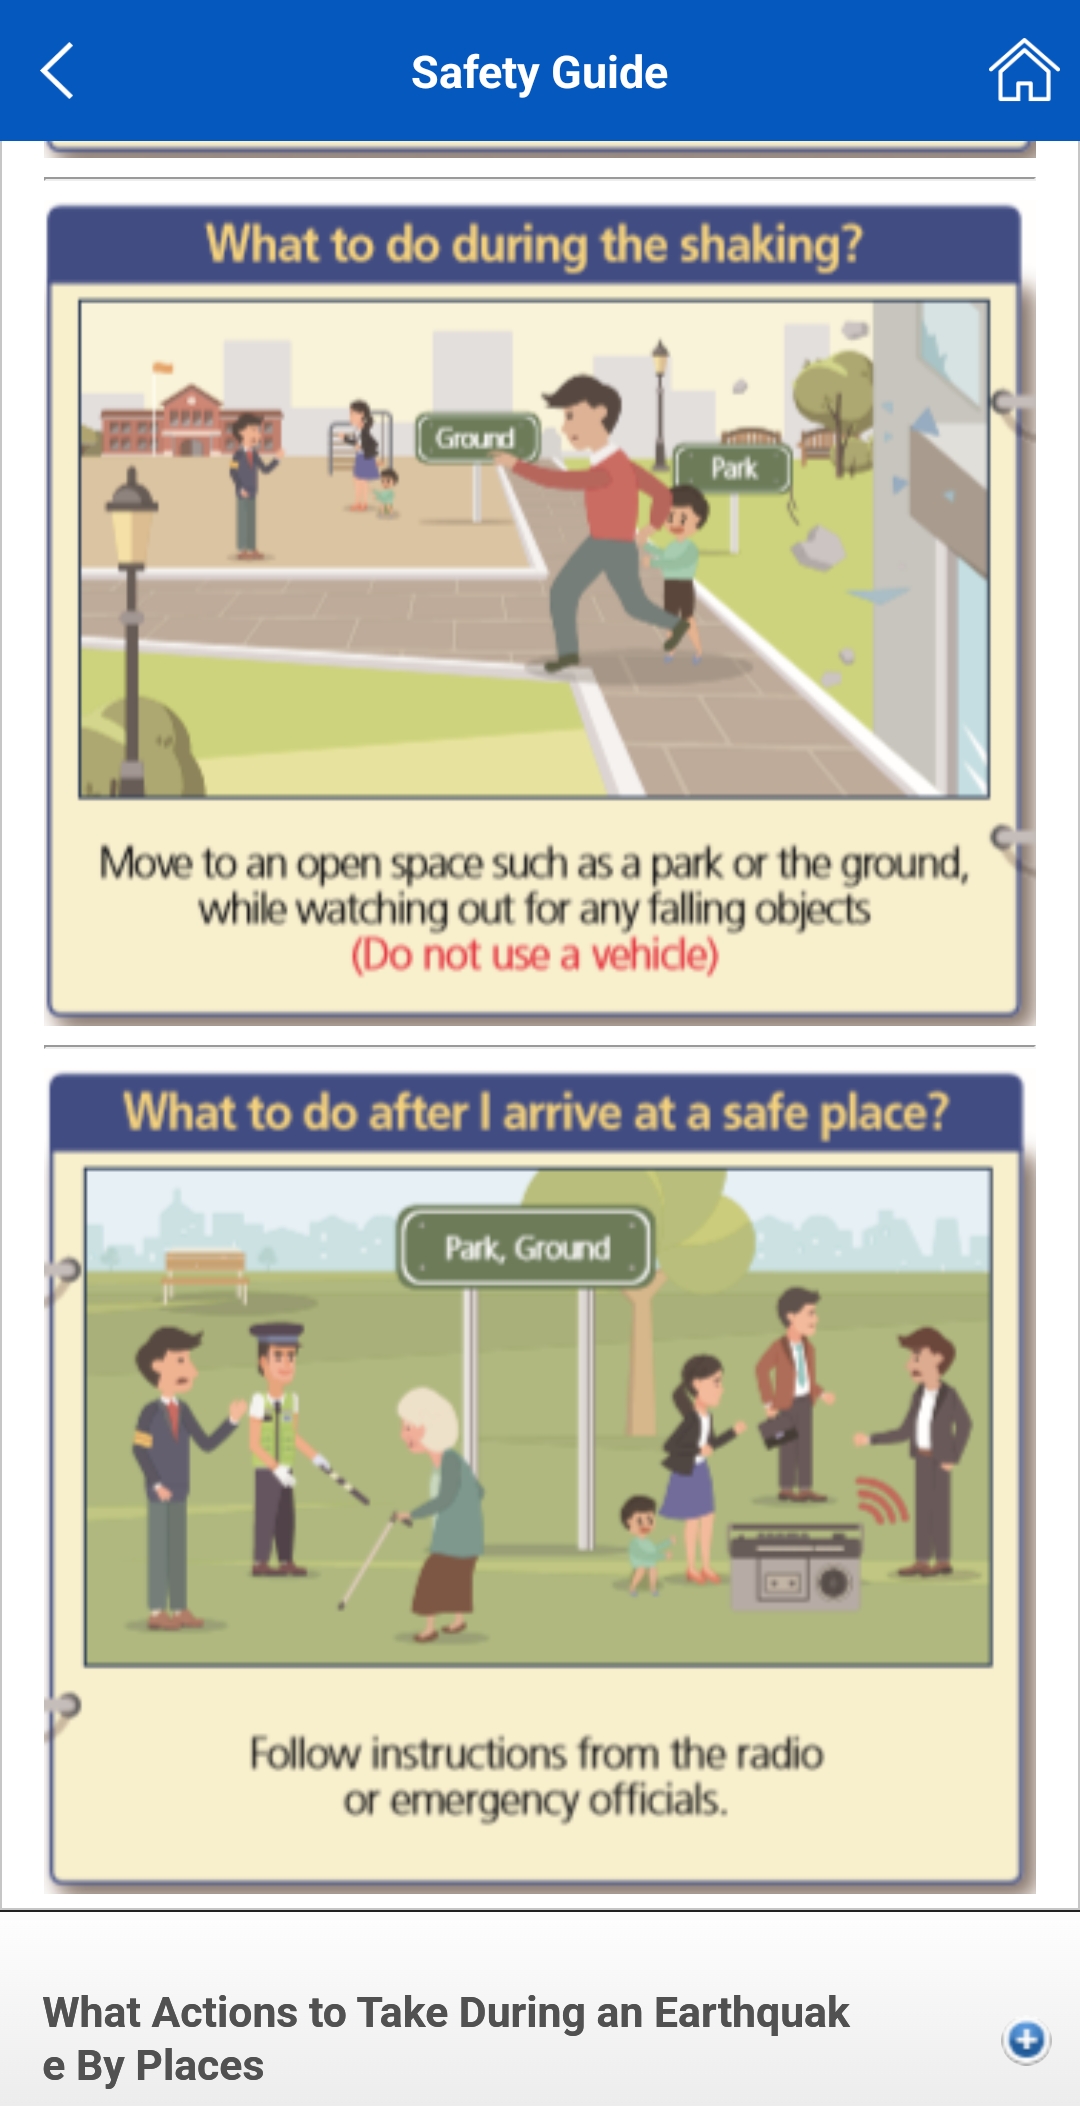 Safety Guide
What to do during the shaking?
Ground
Park
Move to an open space such as a park or the ground,
while watching out for any falling objects
(Do not use a vehicle)
What to do after I arrive at a safe place?
Park, Ground
Follow instructions from the radio
or emergency officials.
What Actions to Take During an Earthquak
e By Places